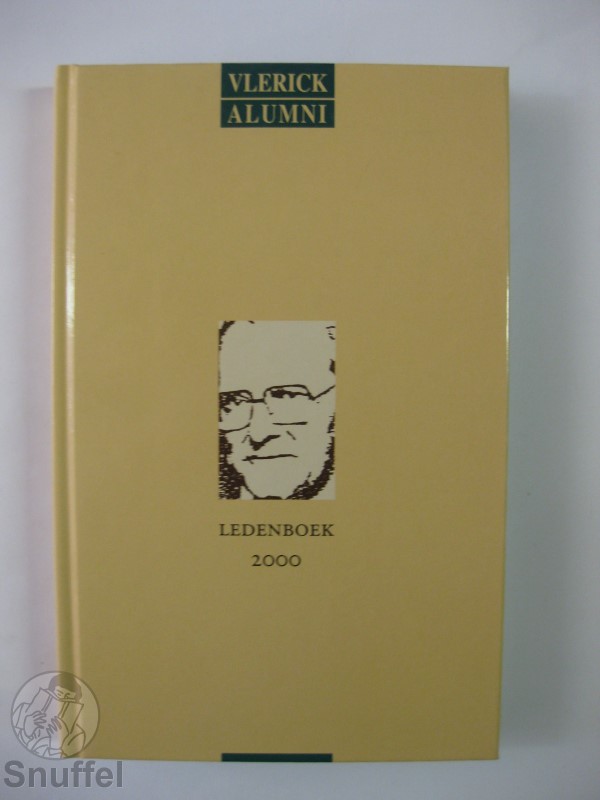 VLERICK
ALUMNI
LEDENBOEK
2000
Snuffel